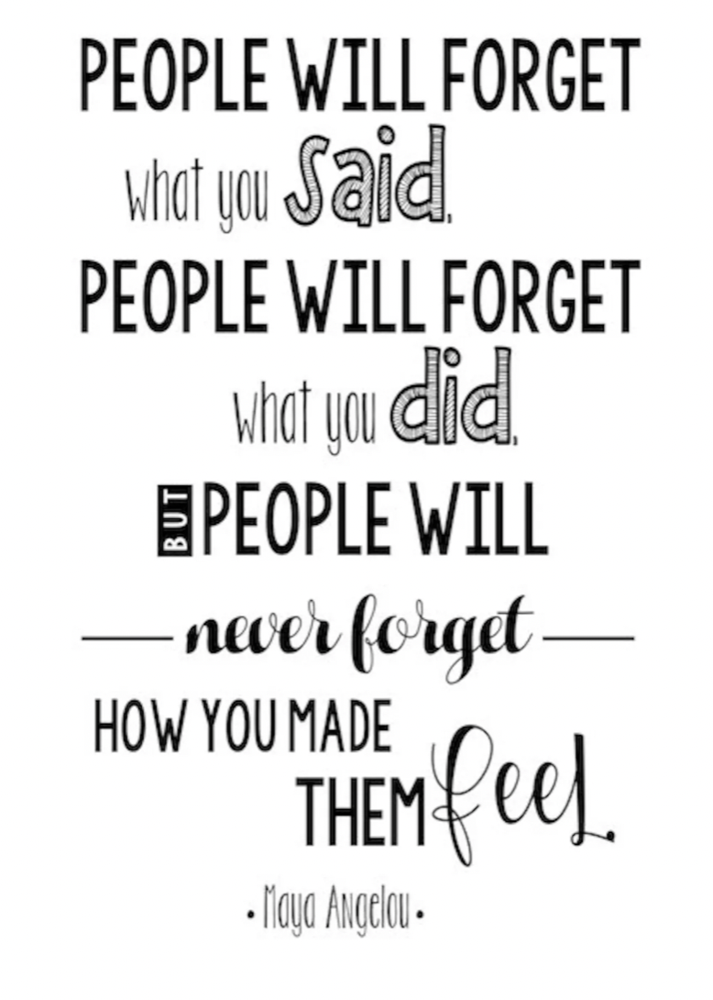 PEOPLE WILL FORGET
what you said,
PEOPLE WILL FORGET
what you did,
BUT PEOPLE WILL
never forget
HOW YOU MADE
THEM feel.
• Maya Angelou •